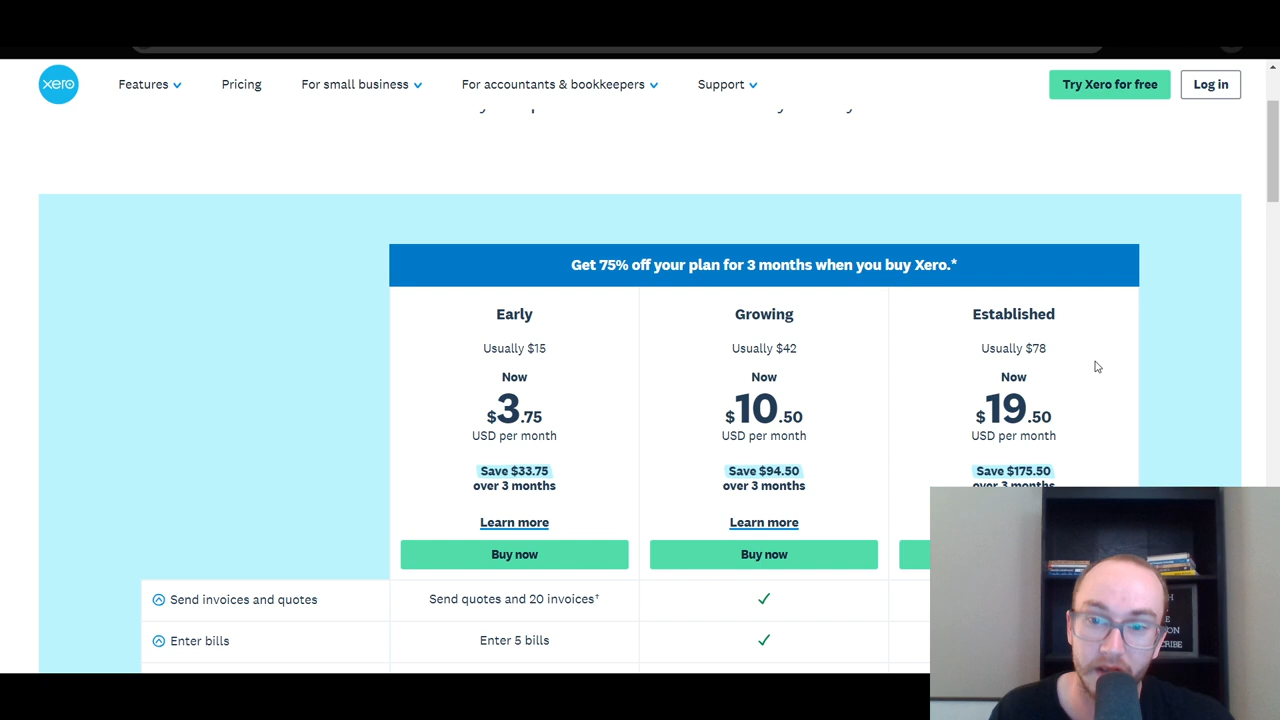 xero
Features
Pricing
For small business
For accountants & bookkeepers
Support
Try Xero for free
Log in
Get 75% off your plan for 3 months when you buy Xero.*
Early
Usually $15
Now
$3.75
USD per month
Save $33.75
over 3 months
Learn more
Buy now
Growing
Usually $42
Now
$10.50
USD per month
Save $94.50
over 3 months
Learn more
Buy now
Established
Usually $78
Now
$19.50
USD per month
Save $175.50
over 3 months
Send invoices and quotes
Send quotes and 20 invoices†
Enter bills
Enter 5 bills